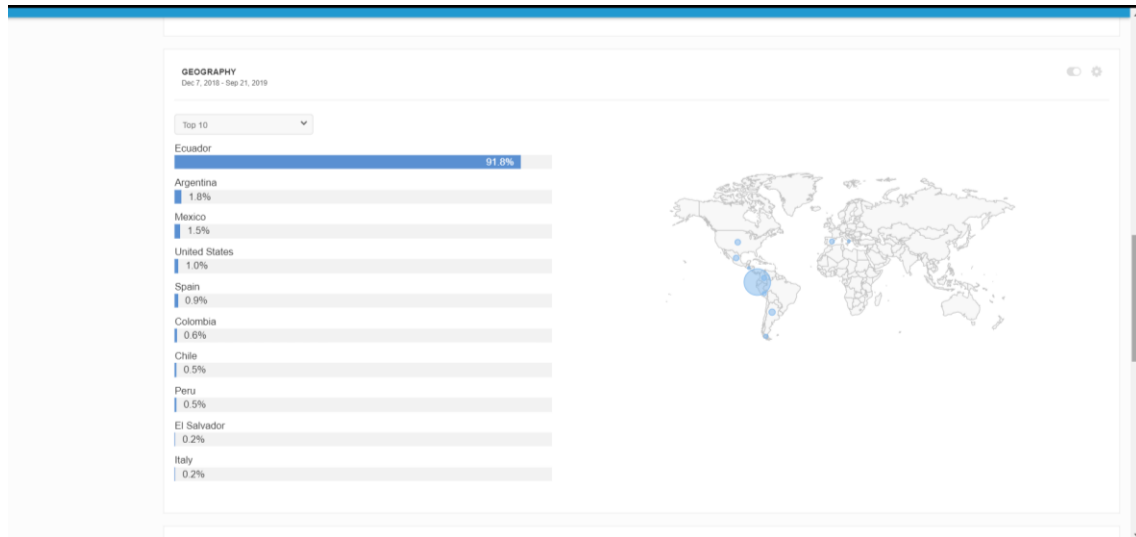 GEOGRAPHY
Dec 7, 2018 - Sep 21, 2019
Top 10
Ecuador
91.8%
Argentina
1.8%
Mexico
1.5%
United States
1.0%
Spain
0.9%
Colombia
0.6%
Chile
0.5%
Peru
0.5%
El Salvador
0.2%
Italy
0.2%